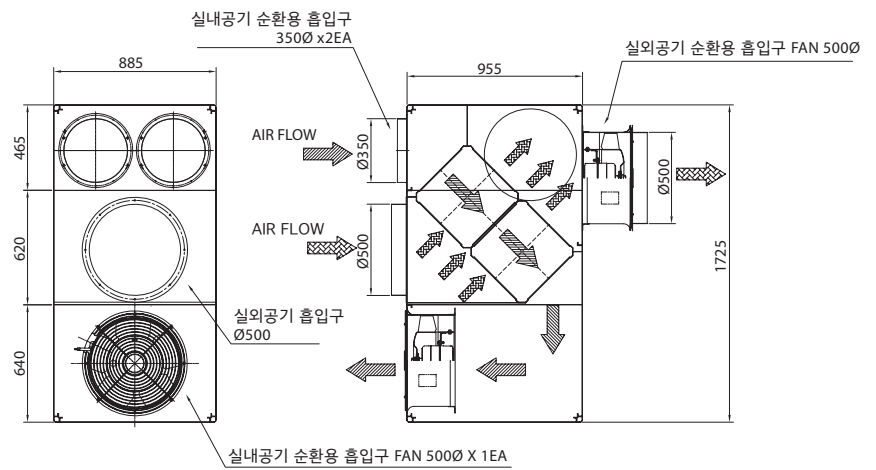 실내공기 순환용 흡입구
350Ø x2EA
실외공기 순환용 흡입구 FAN 500Ø
885
955
465
AIR FLOW
Ø350
Ø500
620
AIR FLOW
Ø500
1725
실외공기 흡입구
Ø500
640
실내공기 순환용 흡입구 FAN 500Ø X 1EA